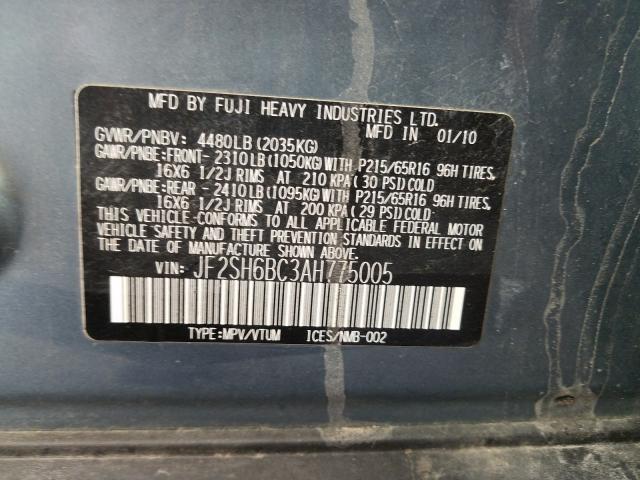 MFD BY FUJI HEAVY INDUSTRIES LTD.
MFD IN 01/10
GVWR/PNBV: 4480LB(2035KG)
GAWR/PNBE:FRONT- 2310LB(1050KG)WITH P215/65R16 96H TIRES,
16X6 1/2J RIMS AT 210 KPA(30 PSI)COLD
GAWR/PNBE:REAR - 2410LB(1095KG)WITH P215/65R16 96H TIRES,
16X6 1/2J RIMS AT 200 KPA(29 PSI)COLD
THIS VEHICLE-CONFORMS TO ALL APPLICABLE FEDERAL MOTOR
VEHICLE SAFETY AND THEFT PREVENTION STANDARDS IN EFFECT
ON THE DATE OF MANUFACTURE SHOWN ABOVE.
VIN: JF2SH6BC3AH775005
TYPE:MPV/VTUM ICES/NMB-002